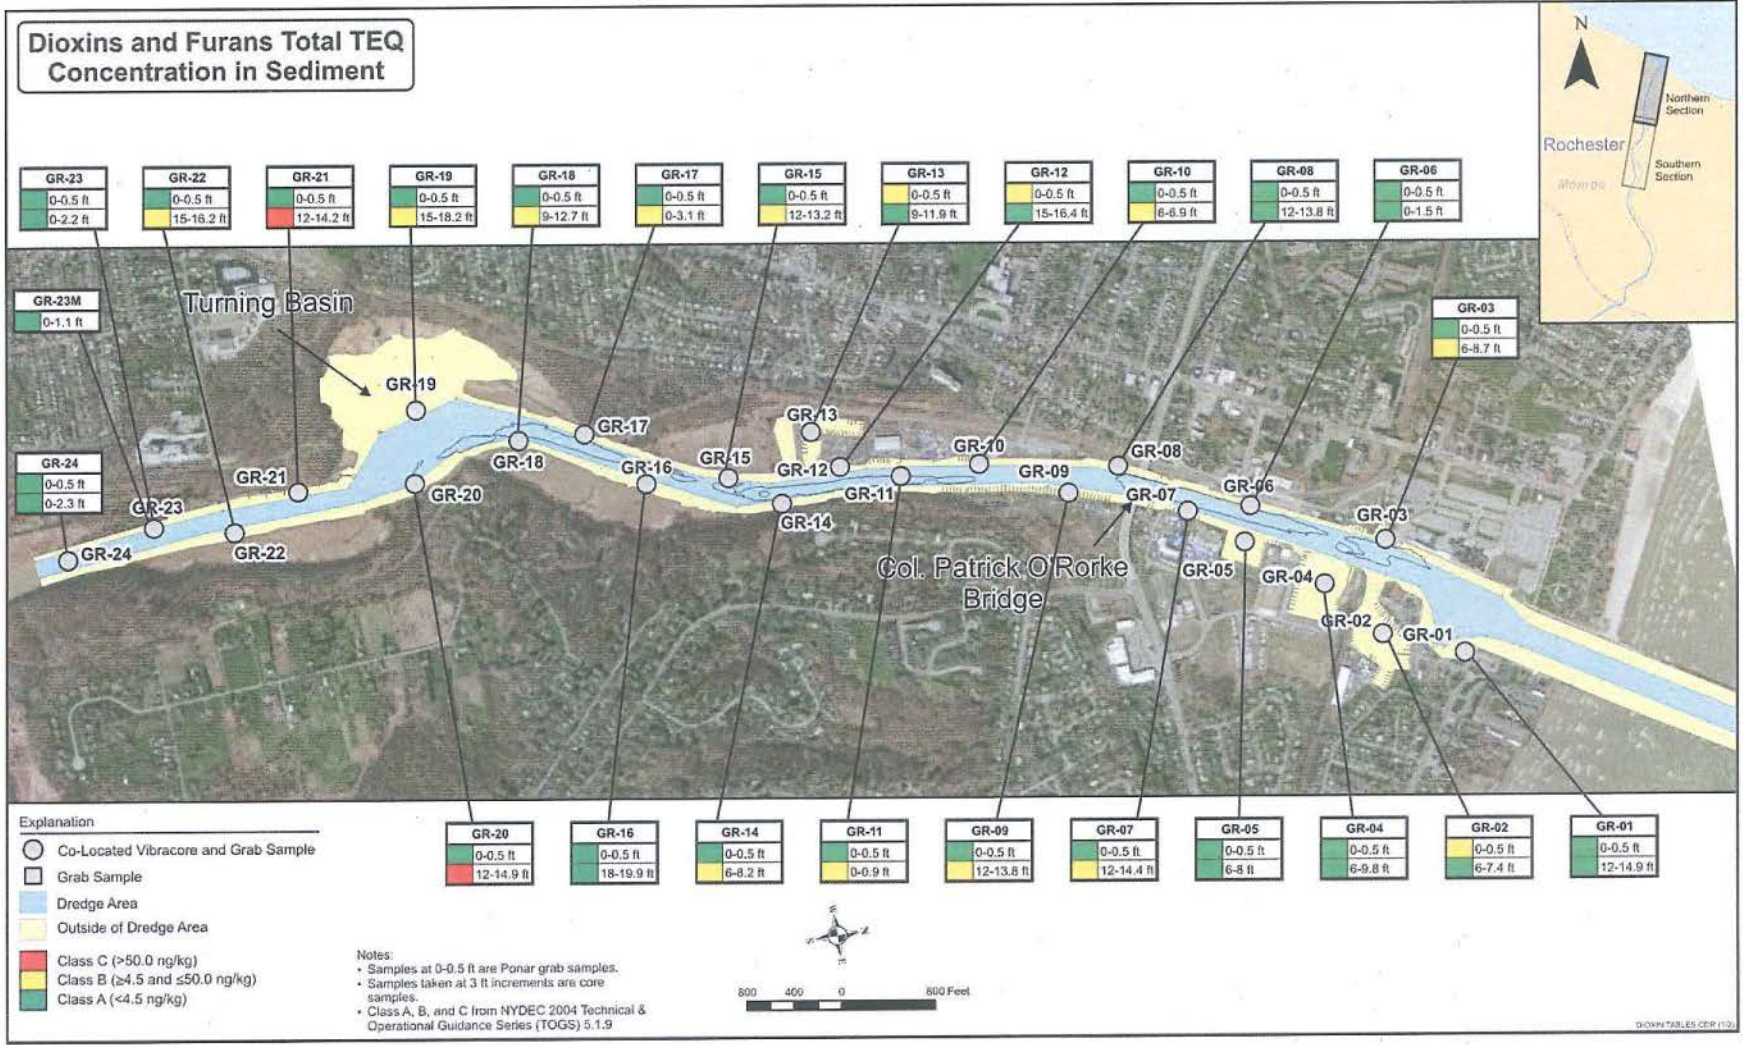 Dioxins and Furans Total TEQ
Concentration in Sediment
N
Northern
Section
Rochester
Southern
Section
Monroe
GR-23
0-0.5 ft
0-2.2 ft
GR-22
0-0.5 ft
15-16.2 ft
GR-21
0-0.5 ft
12-14.2 ft
GR-19
0-0.5 ft
15-18.2 ft
GR-18
0-0.5 ft
9-12.7 ft
GR-17
0-0.5 ft
0-3.1 ft
GR-15
0-0.5 ft
12-13.2 ft
GR-13
0-0.5 ft
9-11.9 ft
GR-12
0-0.5 ft
15-16.4 ft
GR-10
0-0.5 ft
6-6.9 ft
GR-08
0-0.5 ft
12-13.8 ft
GR-06
0-0.5 ft
0-1.5 ft
GR-23M
0-1.1 ft
GR-03
0-0.5 ft
6-8.7 ft
GR-24
0-0.5 ft
0-2.3 ft
Turning Basin
GR-19
GR-17
GR-13
GR-18
GR-16
GR-15
GR-12
GR-10
GR-08
GR-21
GR-20
GR-11
GR-09
GR-07
GR-06
GR-23
GR-14
GR-03
GR-24
GR-22
Col. Patrick O'Rorke
Bridge
GR-05
GR-04
GR-02
GR-01
Explanation
Co-Located Vibracore and Grab Sample
Grab Sample
Dredge Area
Outside of Dredge Area
Class C (>50.0 ng/kg)
Class B (≥4.5 and ≤50.0 ng/kg)
Class A (<4.5 ng/kg)
GR-20
0-0.5 ft
12-14.9 ft
GR-16
0-0.5 ft
18-19.9 ft
GR-14
0-0.5 ft
6-8.2 ft
GR-11
0-0.5 ft
0-0.9 ft
GR-09
0-0.5 ft
12-13.8 ft
GR-07
0-0.5 ft
12-14.4 ft
GR-05
0-0.5 ft
6-8 ft
GR-04
0-0.5 ft
6-9.8 ft
GR-02
0-0.5 ft
6-7.4 ft
GR-01
0-0.5 ft
12-14.9 ft
Notes:
• Samples at 0-0.5 ft are Ponar grab samples.
• Samples taken at 3 ft increments are core
samples.
• Class A, B, and C from NYDEC 2004 Technical &
Operational Guidance Series (TOGS) 5.1.9
W
N
S
E
800 400 0 800 Feet
DIOXIN TABLES.CDR